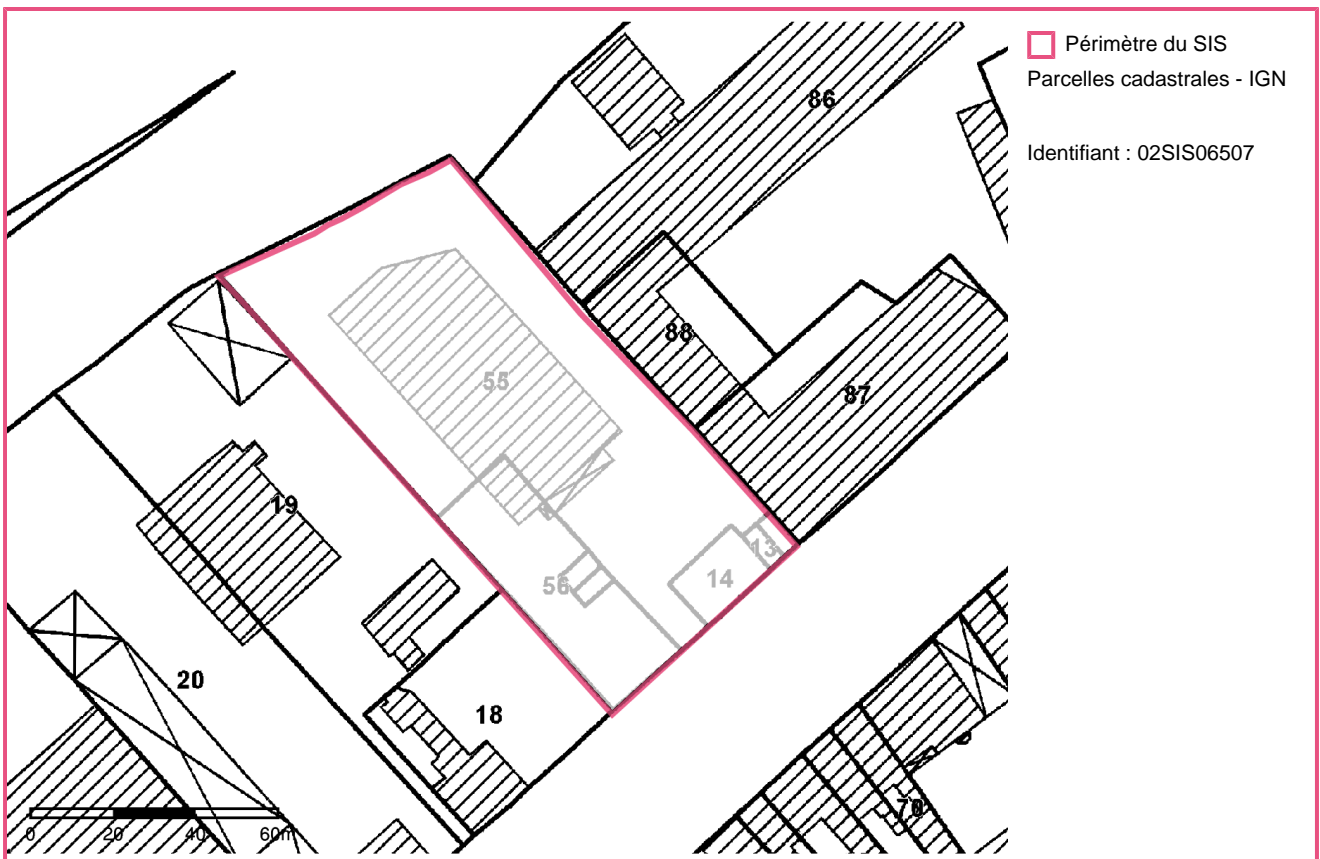 Périmètre du SIS
Parcelles cadastrales - IGN
Identifiant : 02SIS06507
86
88
55
87
19
13
14
56
20
18
70
0 20 40 60m